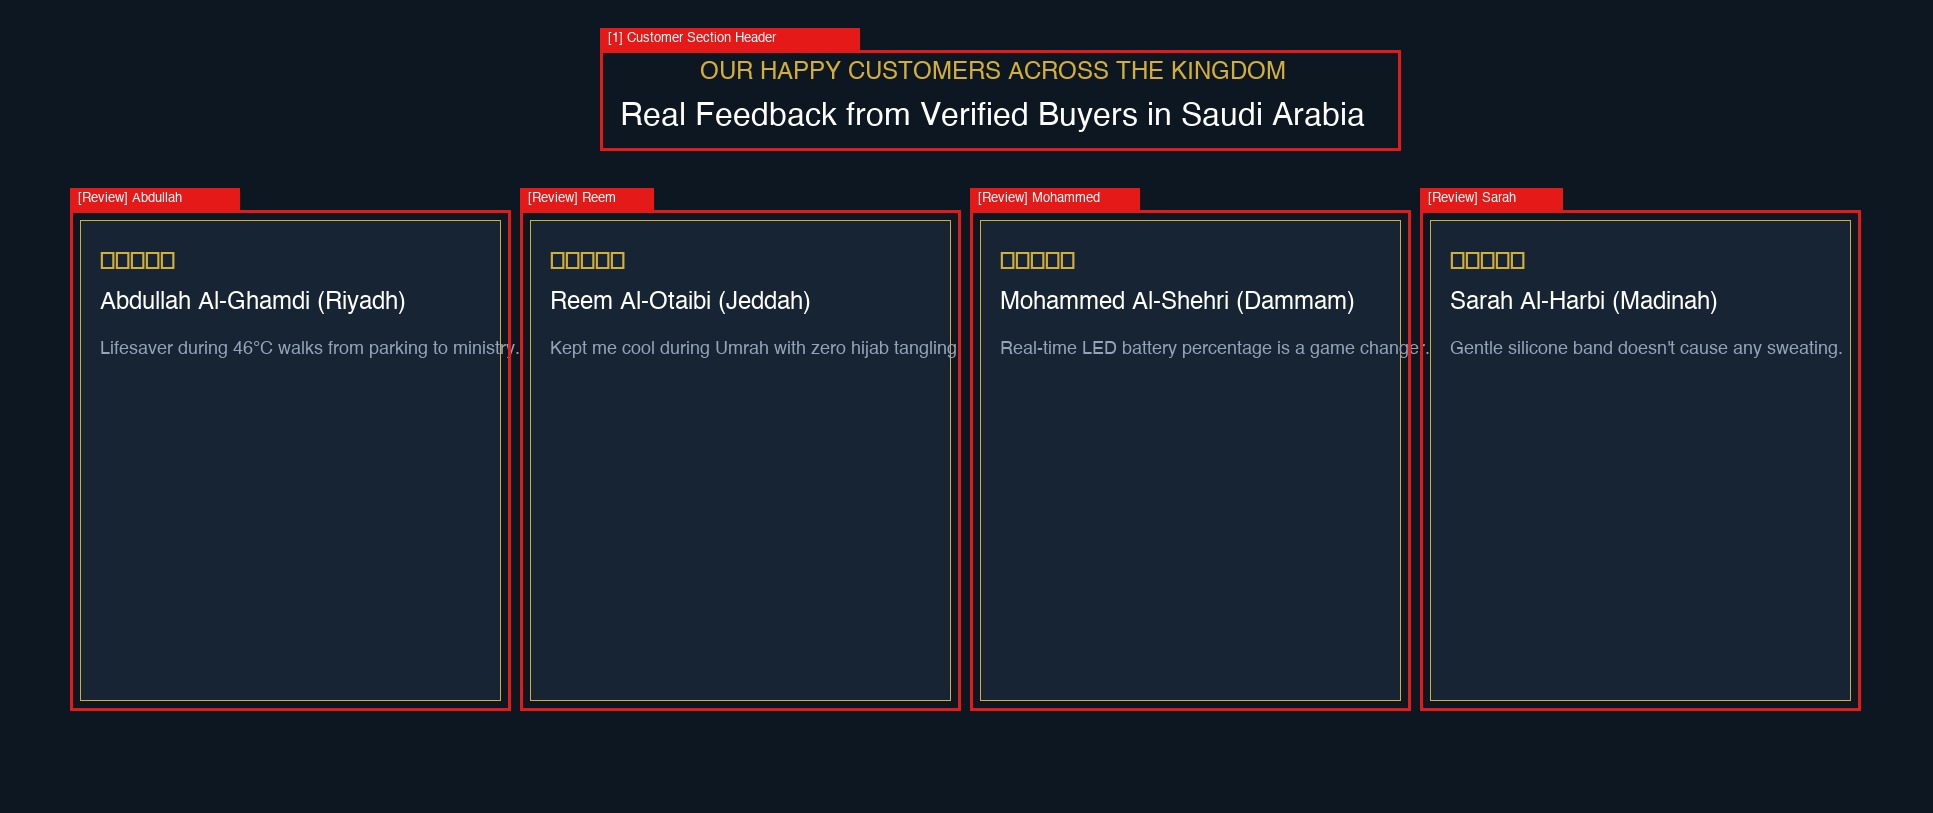 [1] Customer Section Header
OUR HAPPY CUSTOMERS ACROSS THE KINGDOM
Real Feedback from Verified Buyers in Saudi Arabia
[Review] Abdullah
□□□□□
Abdullah Al-Ghamdi (Riyadh)
Lifesaver during 46°C walks from parking to ministry.
[Review] Reem
□□□□□
Reem Al-Otaibi (Jeddah)
Kept me cool during Umrah with zero hijab tangling
[Review] Mohammed
□□□□□
Mohammed Al-Shehri (Dammam)
Real-time LED battery percentage is a game changer.
[Review] Sarah
□□□□□
Sarah Al-Harbi (Madinah)
Gentle silicone band doesn't cause any sweating.